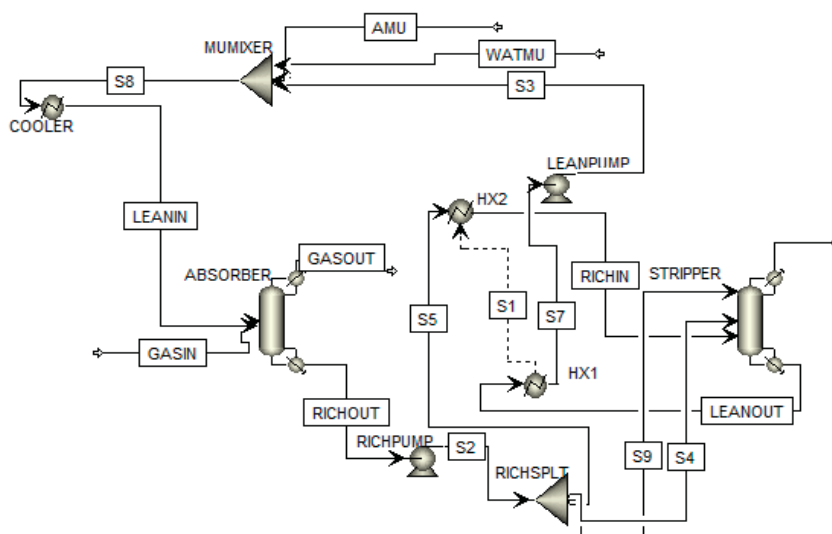 AMU
MUMIXER
WATMU
S8
S3
COOLER
LEANPUMP
HX2
LEANIN
GASOUT
ABSORBER
RICHIN
STRIPPER
S1
S5
S7
GASIN
HX1
RICHOUT
LEANOUT
RICHPUMP
S2
RICHSPLT
S9
S4